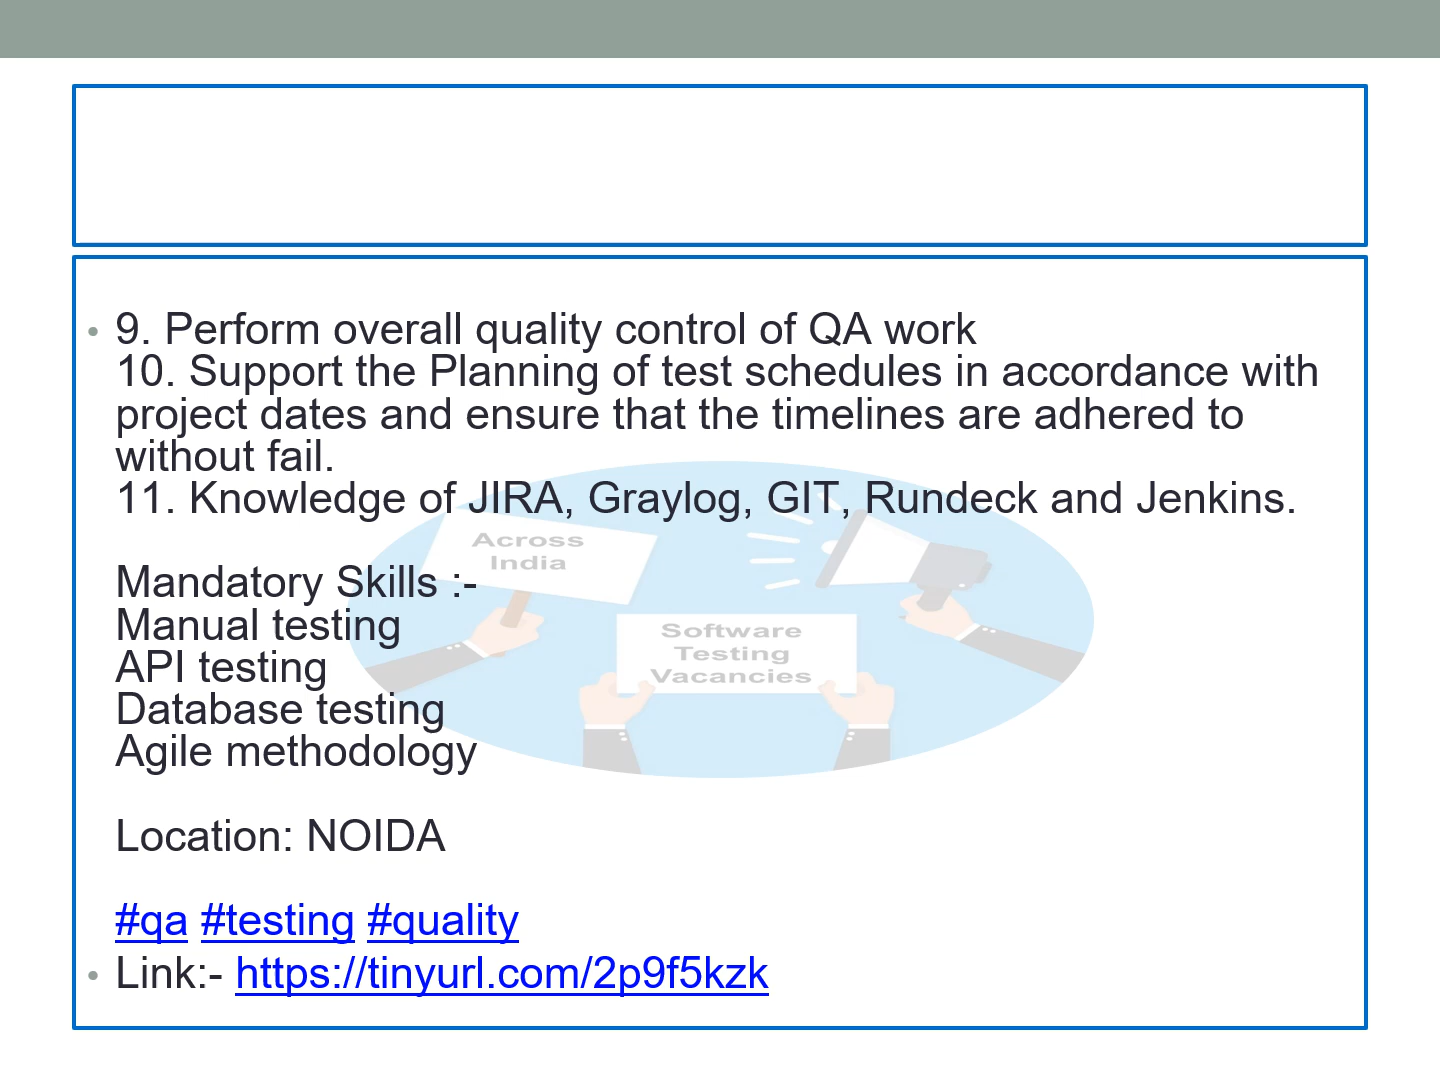 • 9. Perform overall quality control of QA work
10. Support the Planning of test schedules in accordance with
project dates and ensure that the timelines are adhered to
without fail.
11. Knowledge of JIRA, Graylog, GIT, Rundeck and Jenkins.
Across
India
Mandatory Skills :-
Manual testing
API testing
Database testing
Agile methodology
Software
Testing
Vacancies
Location: NOIDA
#qa #testing #quality
• Link:- https://tinyurl.com/2p9f5kzk